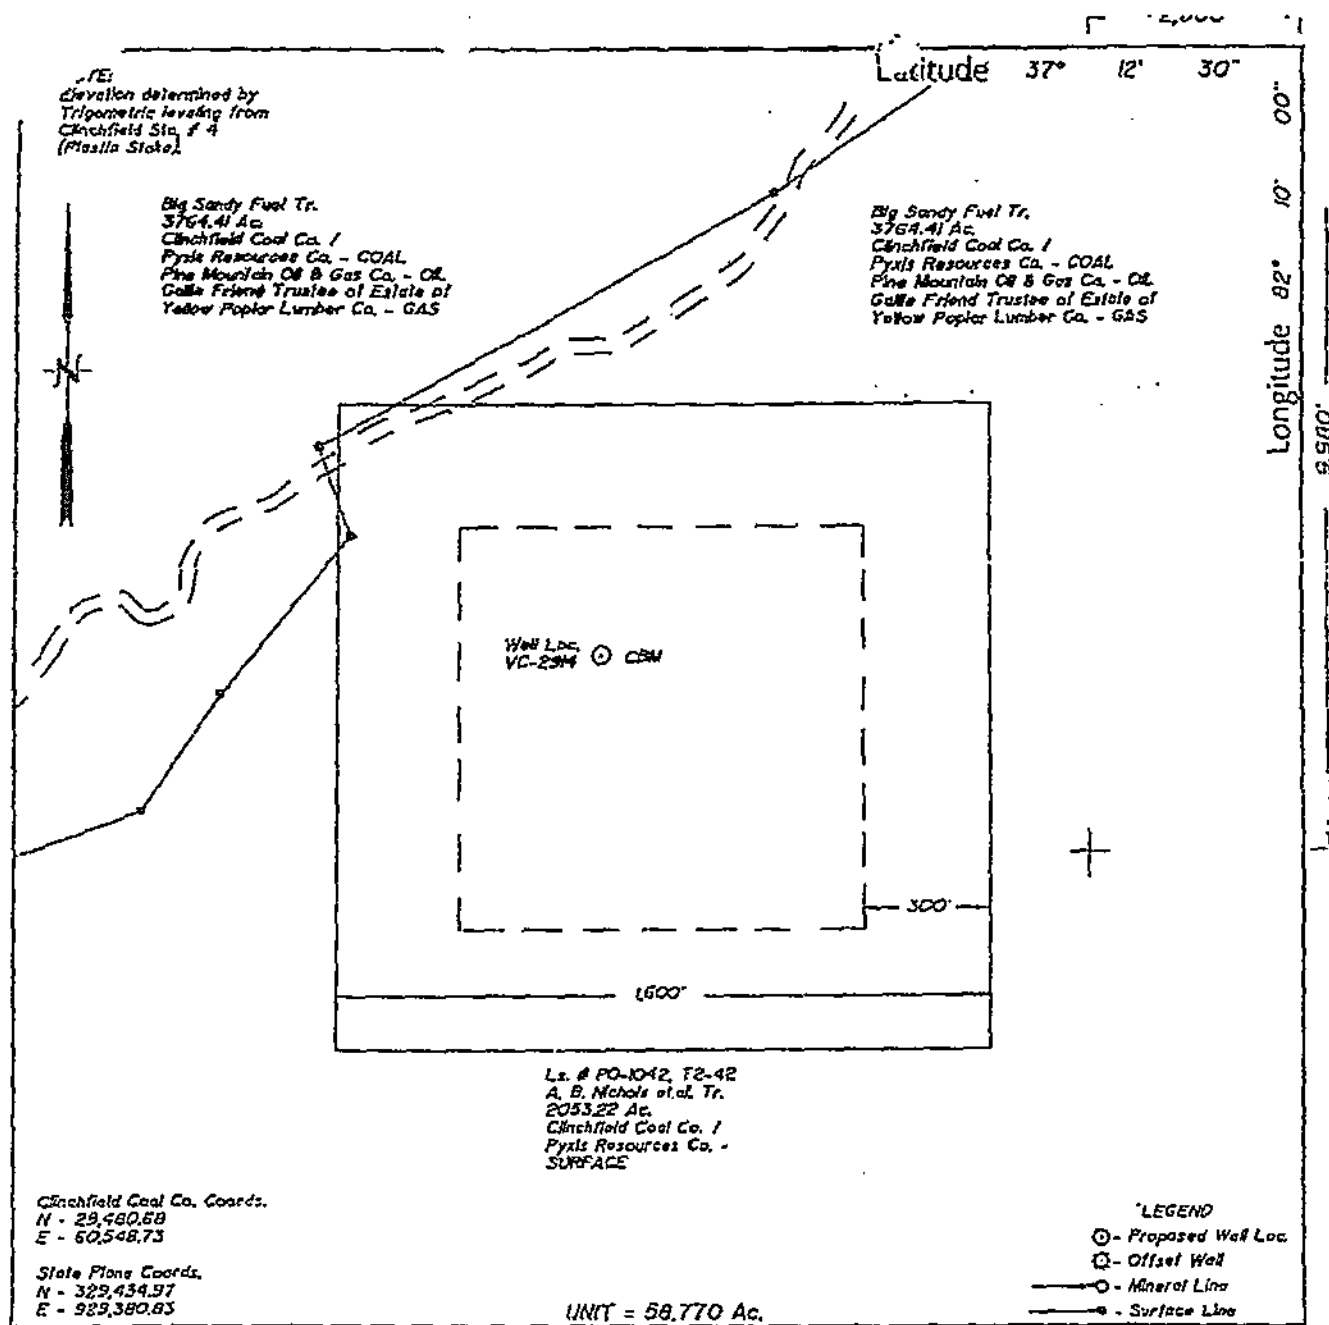 Latitude 37° 12' 30"
Elevation determined by
Trigometric leveling from
Clinchfield Sta. # 4
Longitude 82° 10' 00"
Big Sandy Fuel Tr.
3764.41 Ac.
Clinchfield Coal Co. /
Pyxis Resources Co. - COAL
Pine Mountain Oil & Gas Co. - OIL
Gallie Friend Trustee of Estate of
Yellow Poplar Lumber Co. - GAS
Big Sandy Fuel Tr.
3764.41 Ac.
Clinchfield Coal Co. /
Pyxis Resources Co. - COAL
Pine Mountain Oil & Gas Co. - OIL
Gallie Friend Trustee of Estate of
Yellow Poplar Lumber Co. - GAS
N
Well Loc.
VC-2914 CBM
300'
1,600'
Ls. # PO-1042, T2-42
A. B. Nichols et.al. Tr.
2053.22 Ac.
Clinchfield Coal Co. /
Pyxis Resources Co. -
SURFACE
Clinchfield Coal Co. Coords.
N - 29,480.68
E - 60,548.73
State Plane Coords.
N - 329,434.97
E - 929,380.83
UNIT = 58.770 Ac.
LEGEND
- Proposed Well Loc.
- Offset Well
- Mineral Line
- Surface Line